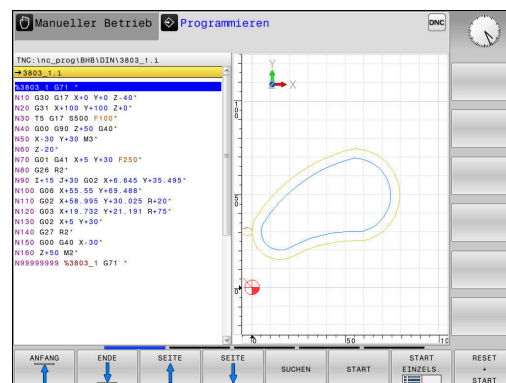 Manueller Betrieb
Programmieren
DNC
TNC:\nc_prog\BHB\DIN\3803_1.i
→3803_1.i
%3803_1 G71 *
N10 G30 G17 X+0 Y+0 Z-40*
N20 G31 X+100 Y+100 Z+0*
N30 T5 G17 S500 F100*
N40 G00 G90 Z+50 G40*
N50 X-30 Y+30 M3*
N60 Z-20*
N70 G01 G41 X+5 Y+30 F250*
N80 G26 R2*
N90 I+15 J+30 G02 X+6.645 Y+35.495*
N100 G06 X+55.55 Y+69.488*
N110 G02 X+58.995 Y+30.025 R+20*
N120 G03 X+19.732 Y+21.191 R+75*
N130 G02 X+5 Y+30*
N140 G27 R2*
N150 G00 G40 X-30*
N160 Z+50 M2*
N99999999 %3803_1 G71 *
Y
X
50
ANFANG
ENDE
SEITE
SEITE
SUCHEN
START
START
EINZELS.
RESET
+
START